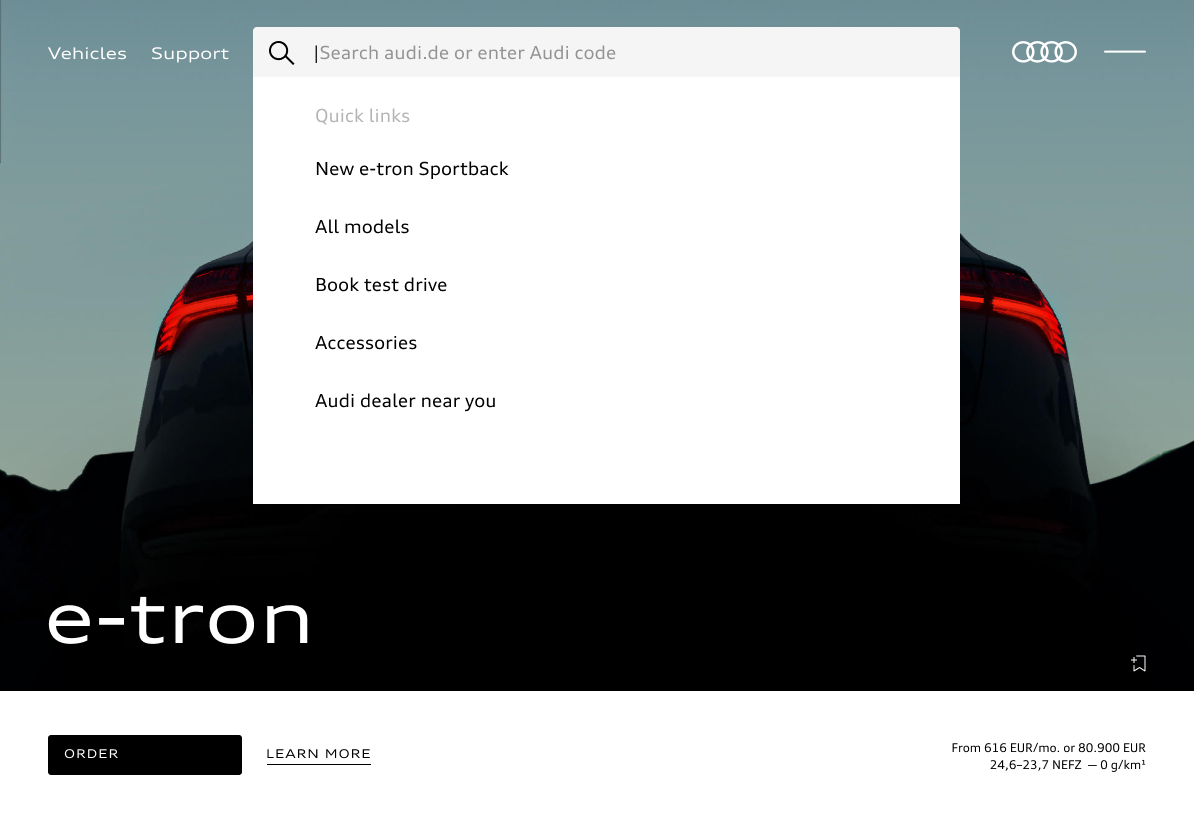 Vehicles Support
Search audi.de or enter Audi code
Quick links
New e-tron Sportback
All models
Book test drive
Accessories
Audi dealer near you
e-tron
ORDER
LEARN MORE
From 616 EUR/mo. or 80.900 EUR
24,6–23,7 NEFZ — 0 g/km¹